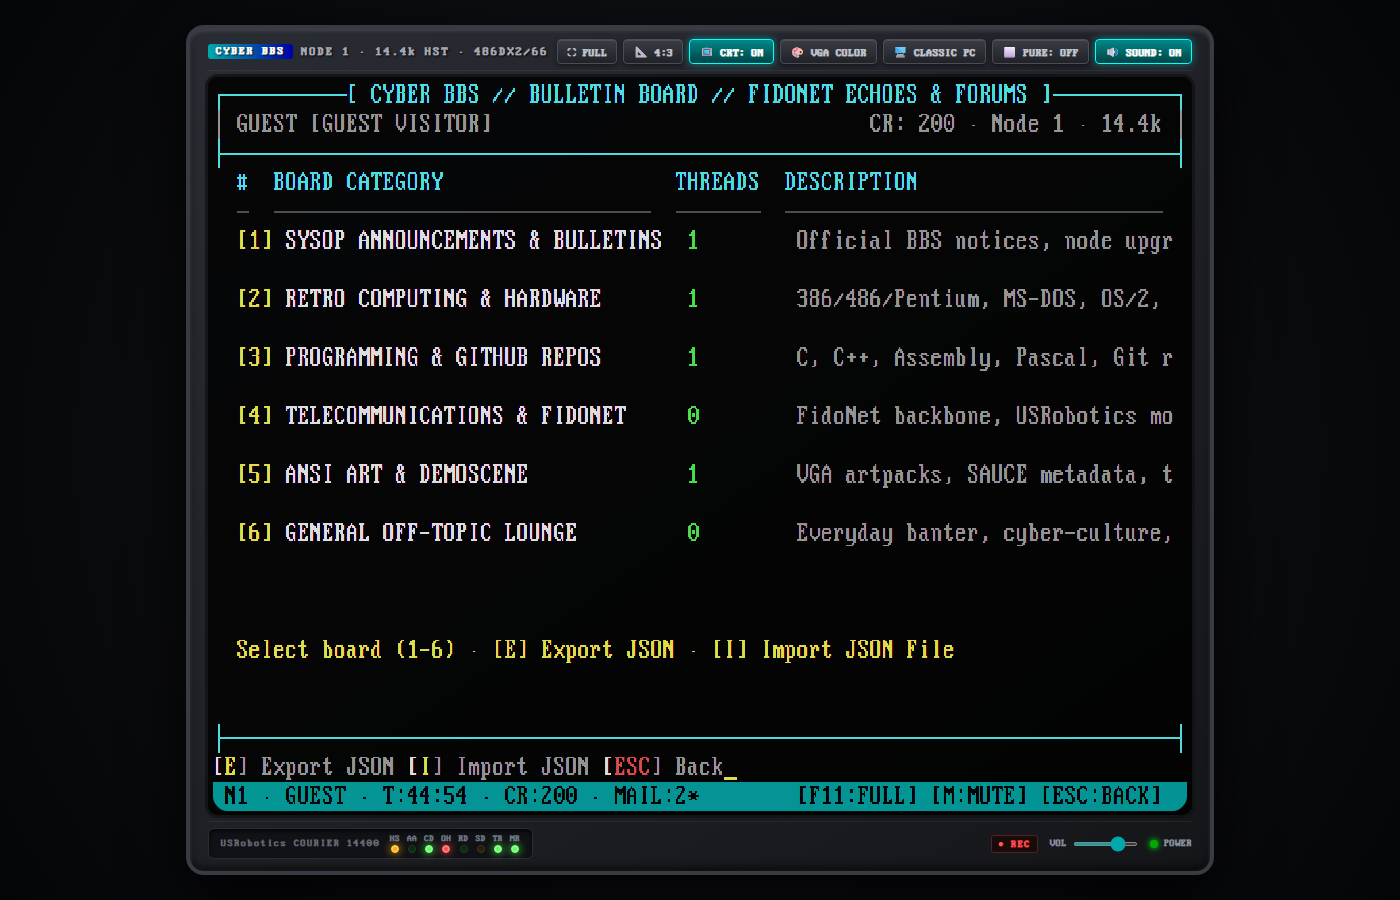 CYBER BBS NODE 1 · 14.4k HST · 486DX2/66 FULL 4:3 CRT: ON VGA COLOR CLASSIC PC PURE: OFF SOUND: ON
[ CYBER BBS // BULLETIN BOARD // FIDONET ECHOES & FORUMS ]
GUEST [GUEST VISITOR] CR: 200 · Node 1 · 14.4k
# BOARD CATEGORY THREADS DESCRIPTION
[1] SYSOP ANNOUNCEMENTS & BULLETINS 1 Official BBS notices, node upgr
[2] RETRO COMPUTING & HARDWARE 1 386/486/Pentium, MS-DOS, OS/2,
[3] PROGRAMMING & GITHUB REPOS 1 C, C++, Assembly, Pascal, Git r
[4] TELECOMMUNICATIONS & FIDONET 0 FidoNet backbone, USRobotics mo
[5] ANSI ART & DEMOSCENE 1 VGA artpacks, SAUCE metadata, t
[6] GENERAL OFF-TOPIC LOUNGE 0 Everyday banter, cyber-culture,
Select board (1-6) · [E] Export JSON · [I] Import JSON File
[E] Export JSON [I] Import JSON [ESC] Back_
N1 · GUEST · T:44:54 · CR:200 · MAIL:2* [F11:FULL] [M:MUTE] [ESC:BACK]
USRobotics COURIER 14400 HS AA CD OH RD SD TR MR REC VOL POWER